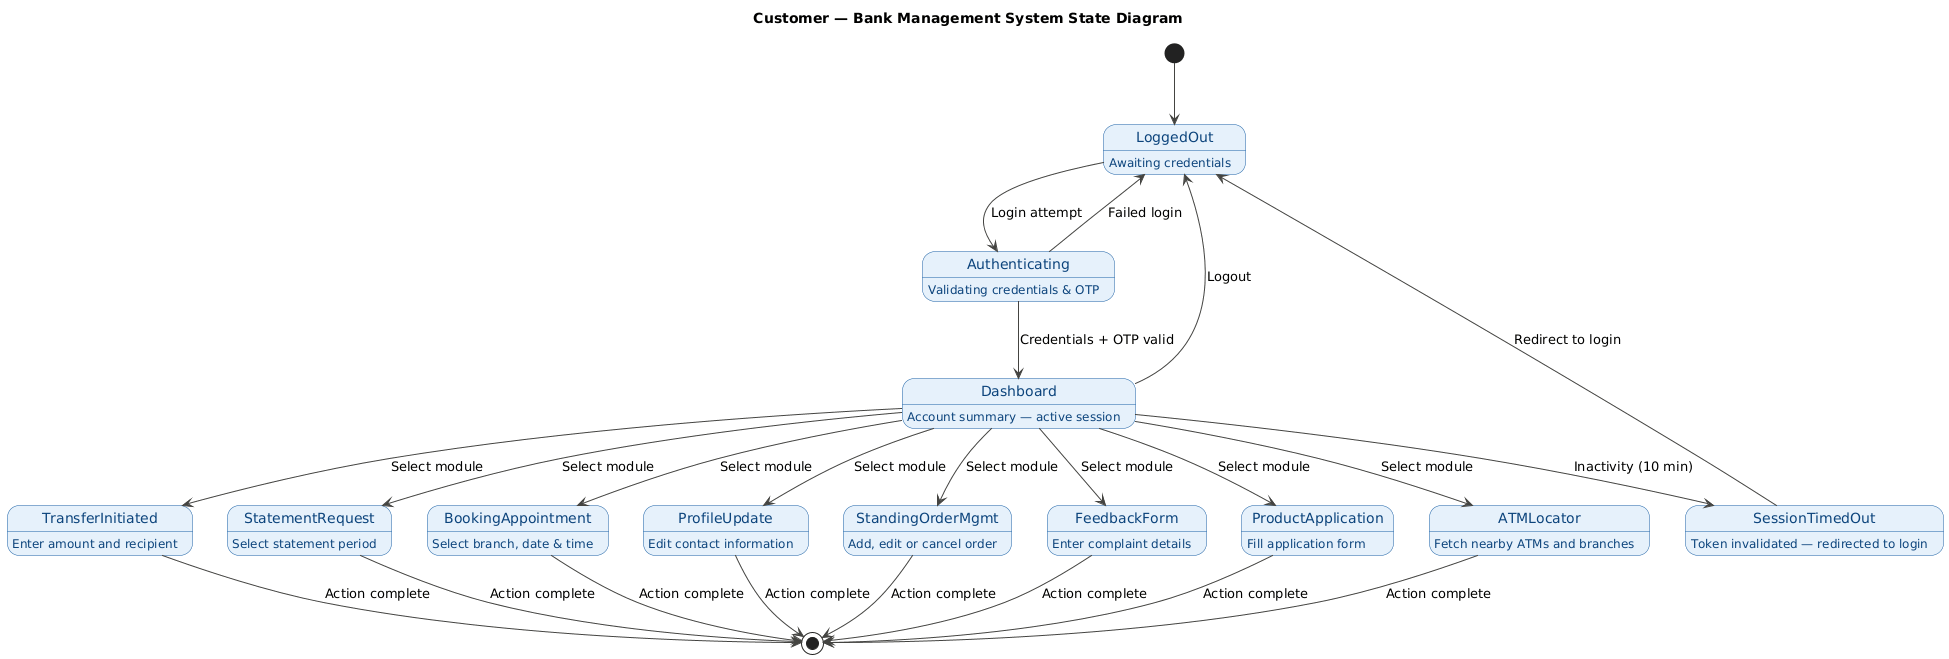 Customer — Bank Management System State Diagram
LoggedOut
Awaiting credentials
Login attempt
Failed login
Authenticating
Validating credentials & OTP
Logout
Credentials + OTP valid
Redirect to login
Dashboard
Account summary — active session
Select module
Select module
Select module
Select module
Select module
Select module
Select module
Select module
Inactivity (10 min)
TransferInitiated
Enter amount and recipient
StatementRequest
Select statement period
BookingAppointment
Select branch, date & time
ProfileUpdate
Edit contact information
StandingOrderMgmt
Add, edit or cancel order
FeedbackForm
Enter complaint details
ProductApplication
Fill application form
ATMLocator
Fetch nearby ATMs and branches
SessionTimedOut
Token invalidated — redirected to login
Action complete
Action complete
Action complete
Action complete
Action complete
Action complete
Action complete
Action complete